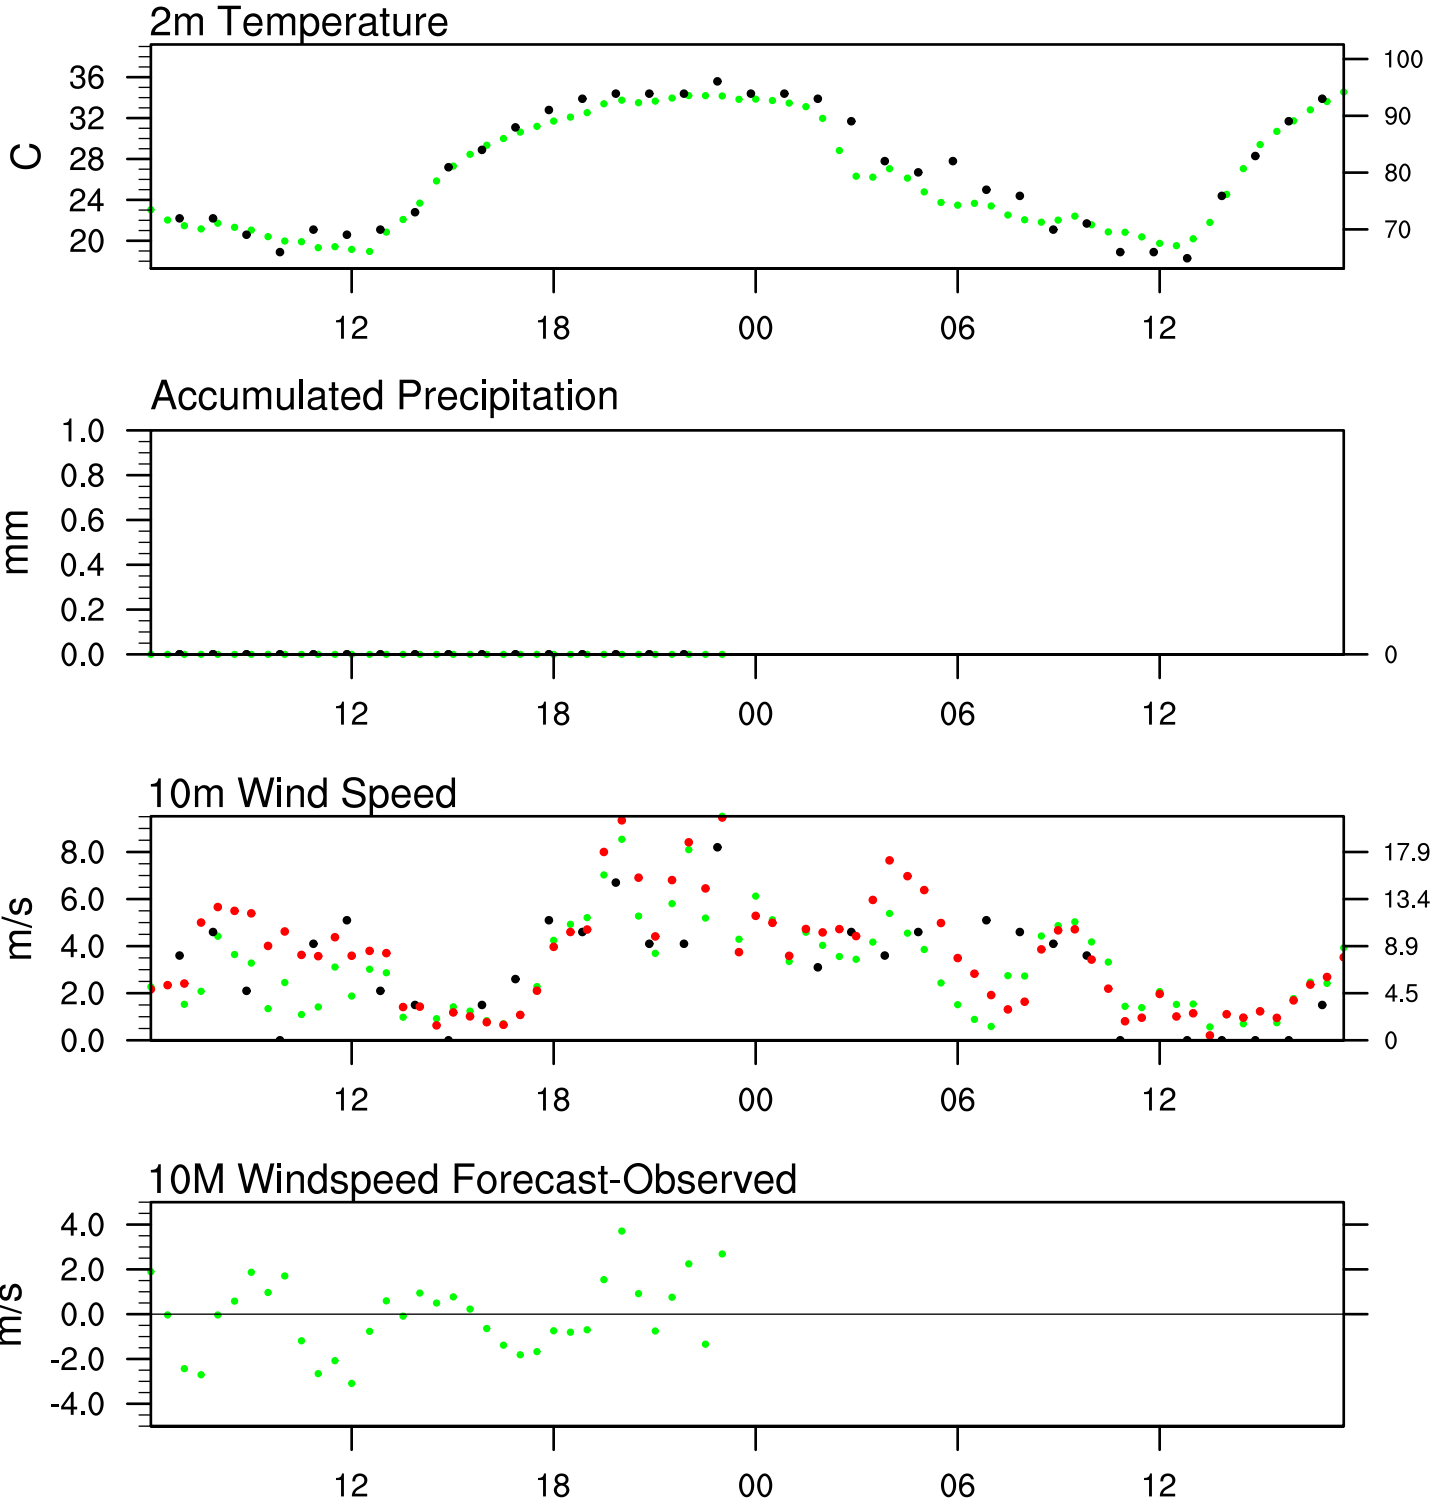 2m Temperature
36
32
28
24
20
C
100
90
80
70
12 18 00 06 12
Accumulated Precipitation
1.0
0.8
0.6
0.4
0.2
0.0
mm
0
12 18 00 06 12
10m Wind Speed
8.0
6.0
4.0
2.0
0.0
m/s
17.9
13.4
8.9
4.5
0
12 18 00 06 12
10M Windspeed Forecast-Observed
4.0
2.0
0.0
-2.0
-4.0
m/s
12 18 00 06 12